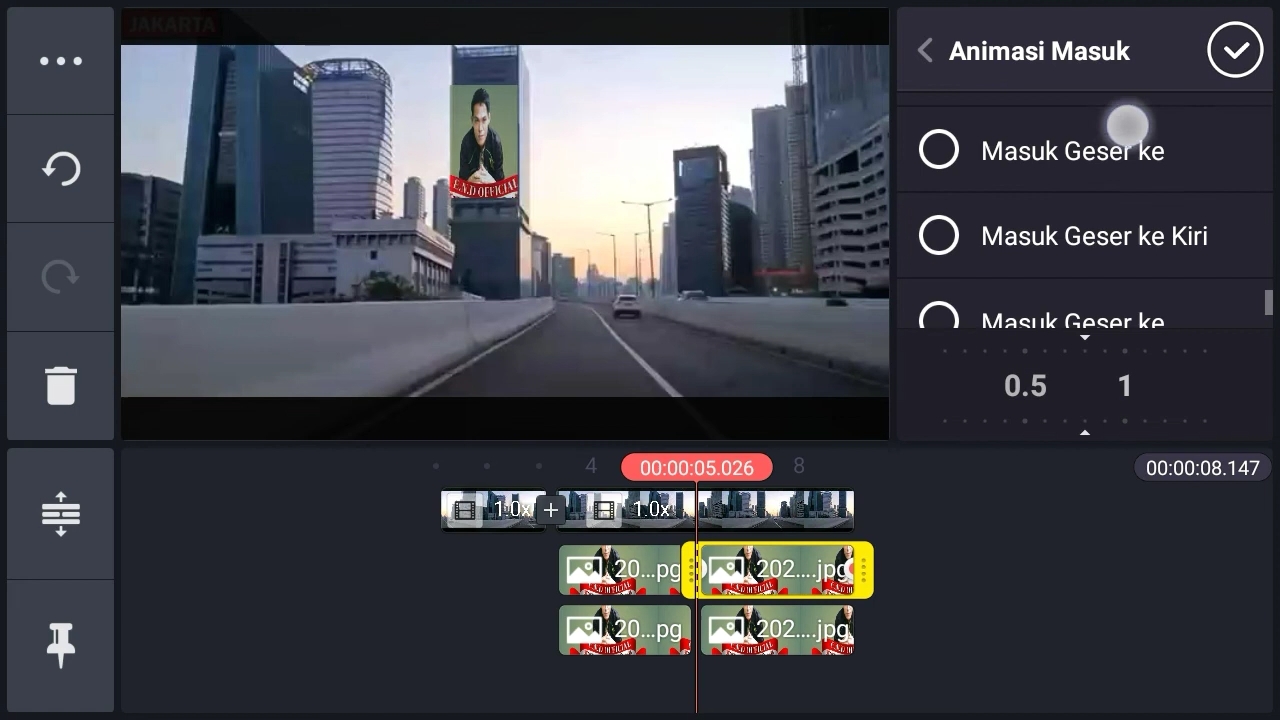 JAKARTA
Animasi Masuk
Masuk Geser ke
Masuk Geser ke Kiri
Masuk Geser ke
0.5 1
E.N.D OFFICIAL
4 00:00:05.026 8
00:00:08.147
1.0x + 1.0x
20...pg 202....jpg
20...pg 202....jpg